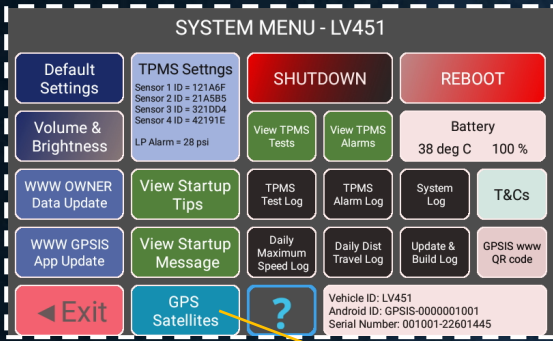 SYSTEM MENU - LV451
Default
Settings
TPMS Settngs
Sensor 1 ID = 121A6F
Sensor 2 ID = 21A5B5
Sensor 3 ID = 321DD4
Sensor 4 ID = 42191E
LP Alarm = 28 psi
SHUTDOWN
REBOOT
Volume &
Brightness
View TPMS
Tests
View TPMS
Alarms
Battery
38 deg C 100 %
WWW OWNER
Data Update
View Startup
Tips
TPMS
Test Log
TPMS
Alarm Log
System
Log
T&Cs
WWW GPSIS
App Update
View Startup
Message
Daily
Maximum
Speed Log
Daily Dist
Travel Log
Update &
Build Log
GPSIS www
QR code
◄Exit
GPS
Satellites
?
Vehicle ID: LV451
Android ID: GPSIS-0000001001
Serial Number: 001001-22601445